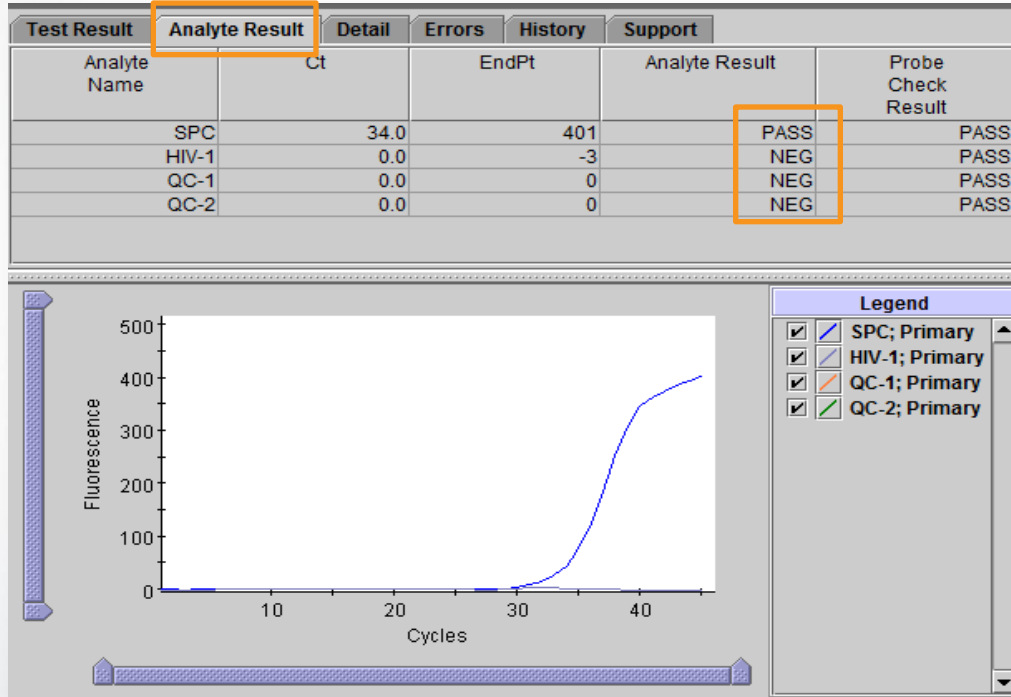 Test Result Analyte Result Detail Errors History Support
Analyte Name Ct EndPt Analyte Result Probe Check Result
SPC 34.0 401 PASS PASS
HIV-1 0.0 -3 NEG PASS
QC-1 0.0 0 NEG PASS
QC-2 0.0 0 NEG PASS
500
400
300
200
100
0
Fluorescence
10 20 30 40
Cycles
Legend
SPC; Primary
HIV-1; Primary
QC-1; Primary
QC-2; Primary